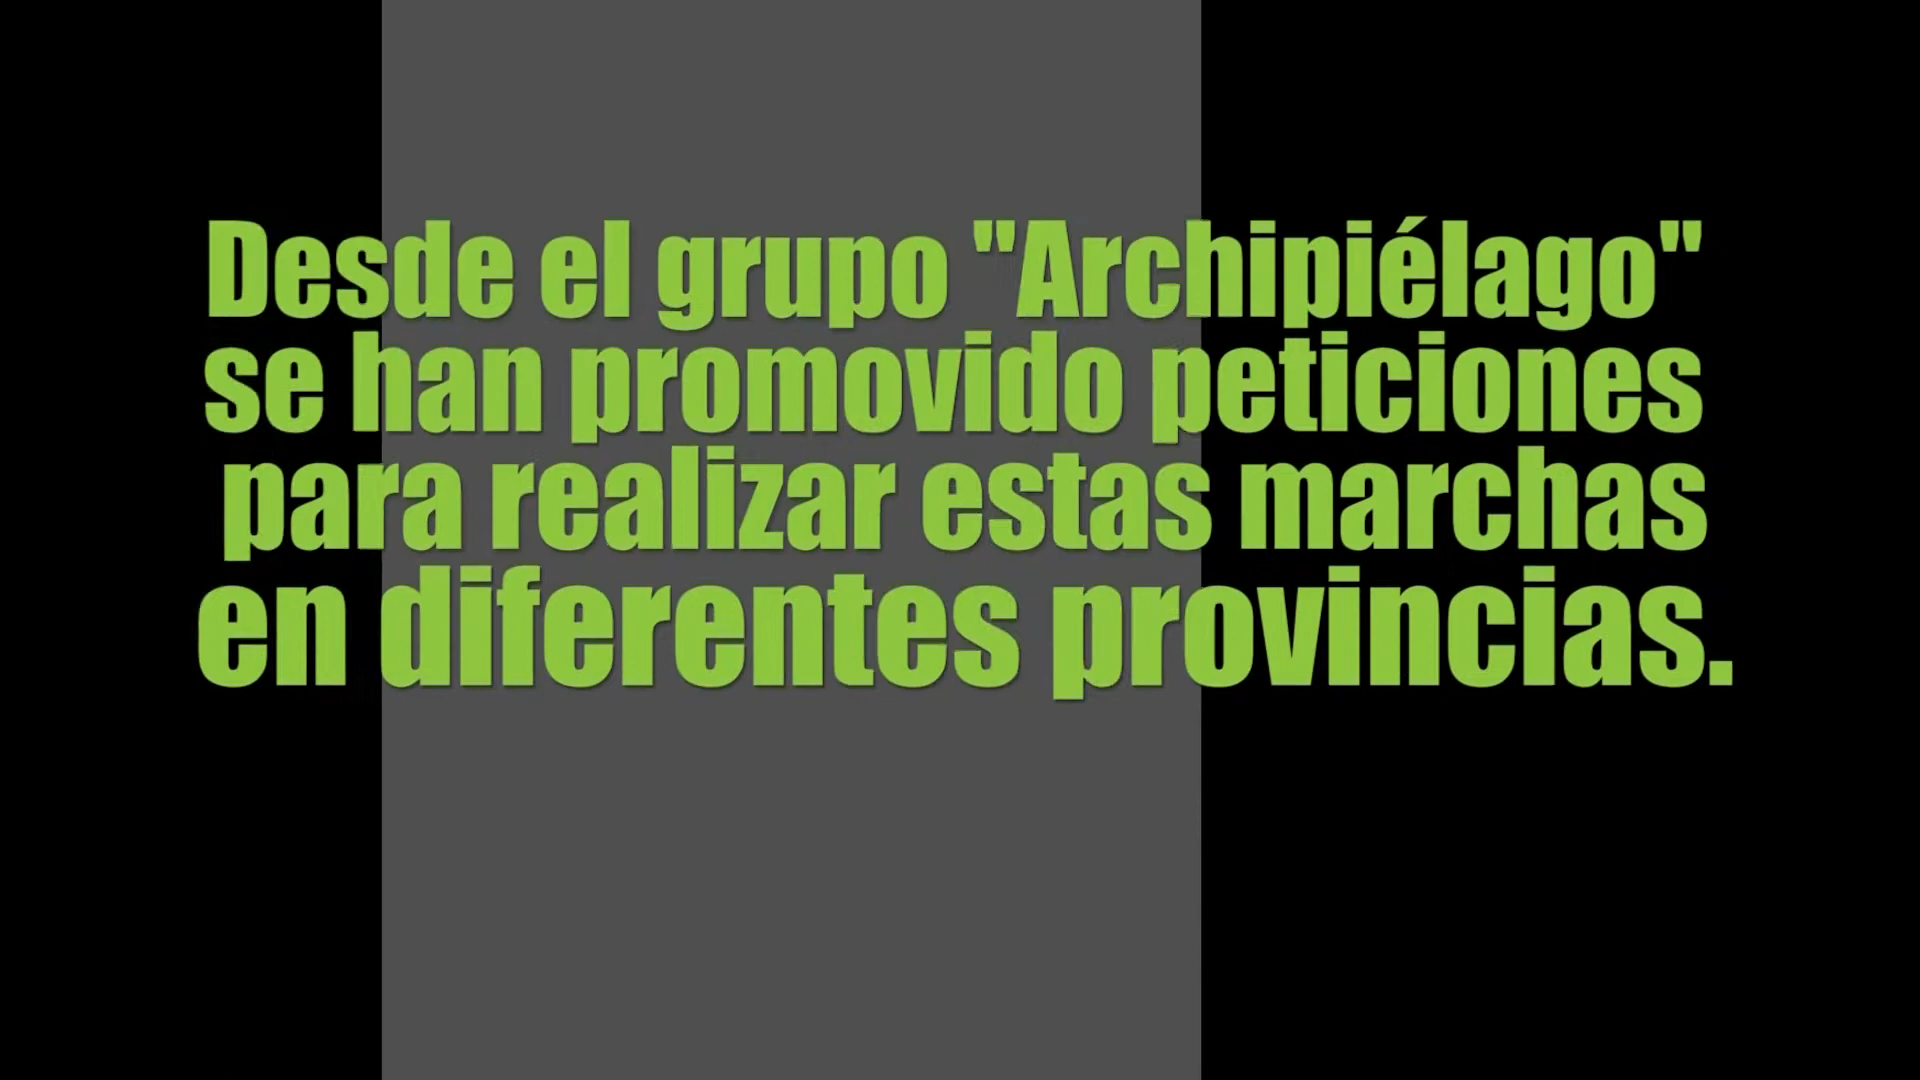 Desde el grupo "Archipiélago"
se han promovido peticiones
para realizar estas marchas
en diferentes provincias.